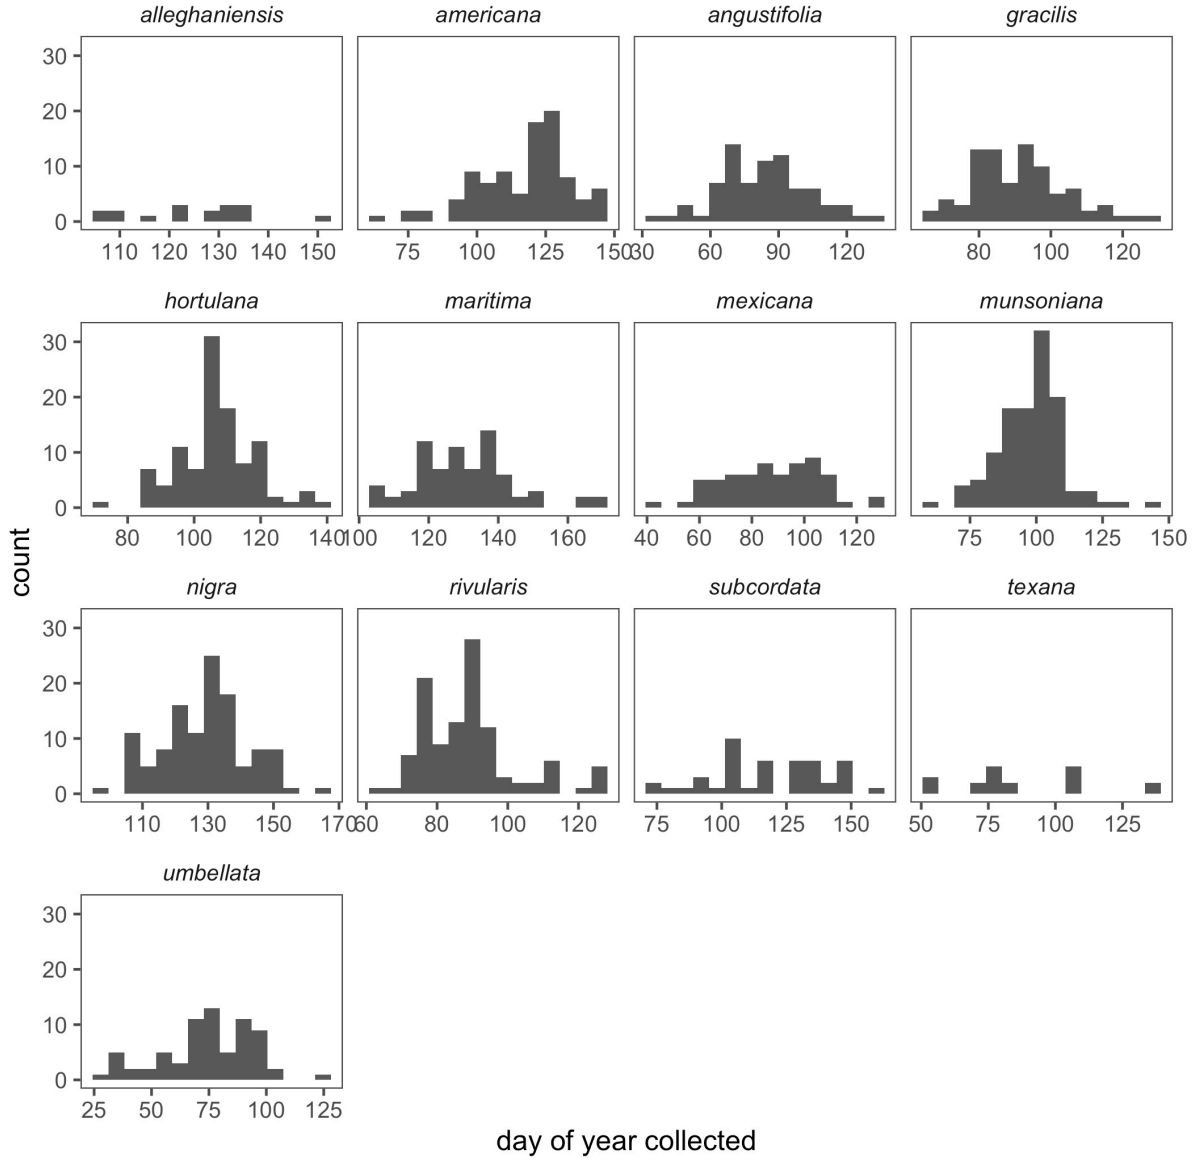 alleghaniensis americana angustifolia gracilis
30
20
10
0
110 120 130 140 150 75 100 125 150 30 60 90 120 80 100 120
hortulana maritima mexicana munsoniana
30
20
10
0
80 100 120 140 100 120 140 160 40 60 80 100 120 75 100 125 150
count
nigra rivularis subcordata texana
30
20
10
0
110 130 150 170 60 80 100 120 75 100 125 150 50 75 100 125
umbellata
30
20
10
0
25 50 75 100 125
day of year collected